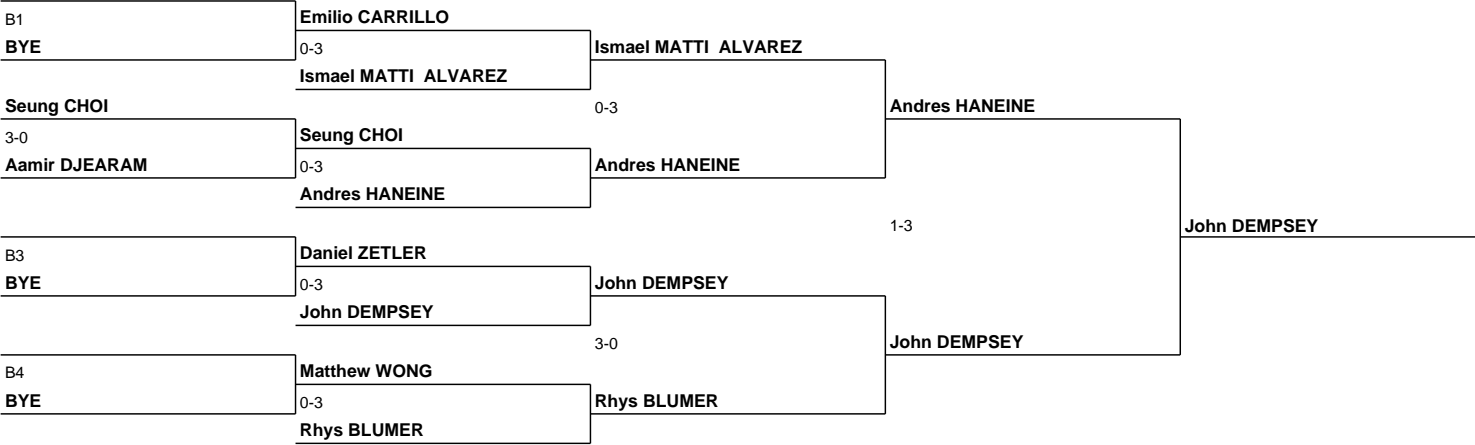 B1
BYE
Emilio CARRILLO
0-3
Ismael MATTI  ALVAREZ
Ismael MATTI  ALVAREZ
0-3
Andres HANEINE
Seung CHOI
3-0
Aamir DJEARAM
Seung CHOI
0-3
Andres HANEINE
Andres HANEINE
1-3
John DEMPSEY
B3
BYE
Daniel ZETLER
0-3
John DEMPSEY
John DEMPSEY
3-0
John DEMPSEY
B4
BYE
Matthew WONG
0-3
Rhys BLUMER
Rhys BLUMER